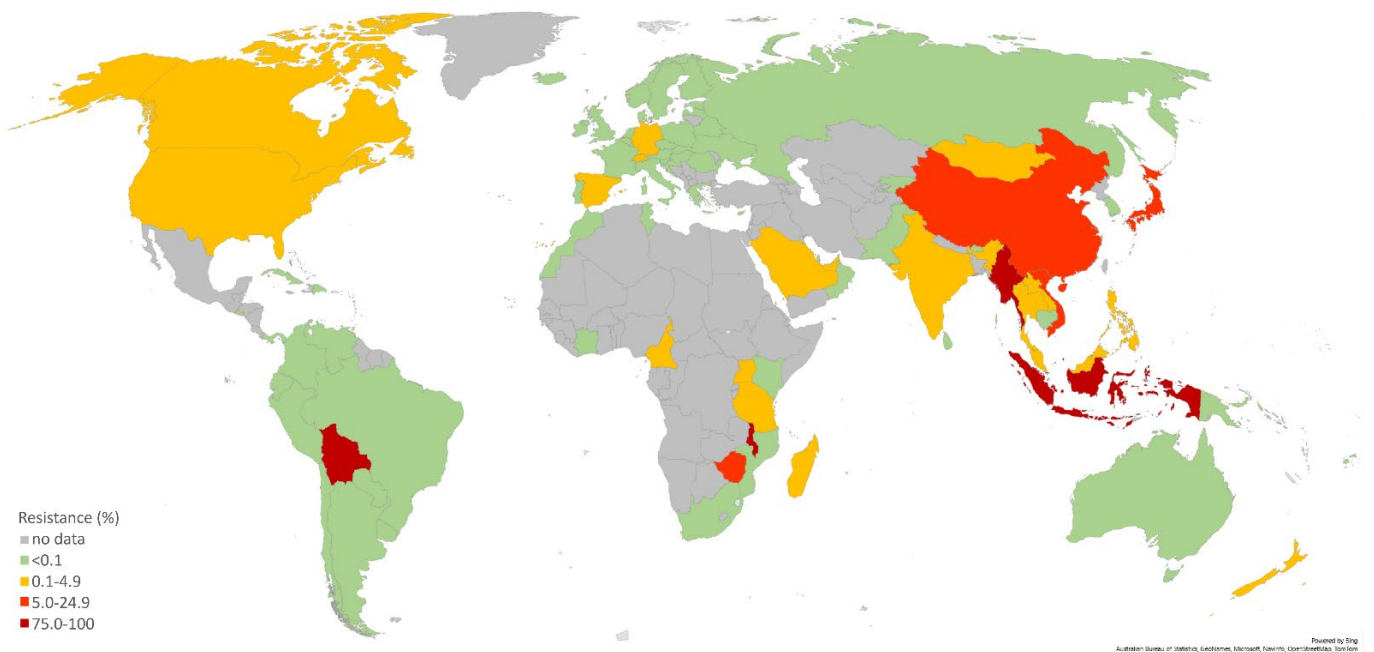 Resistance (%)
no data
<0.1
0.1-4.9
5.0-24.9
75.0-100
Powered by Bing
Australian Bureau of Statistics, GeoNames, Microsoft, Navinfo, OpenStreetMap, TomTom